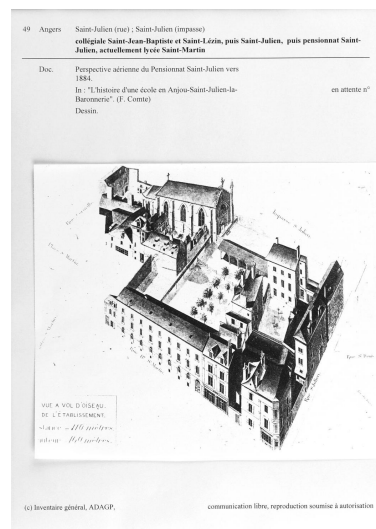 49 Angers Saint-Julien (rue) ; Saint-Julien (impasse)
collégiale Saint-Jean-Baptiste et Saint-Lézin, puis Saint-Julien, puis pensionnat Saint-
Julien, actuellement lycée Saint-Martin
Doc. Perspective aérienne du Pensionnat Saint-Julien vers
1884.
In : "L'histoire d'une école en Anjou-Saint-Julien-la-
Baronnerie". (F. Comte)
en attente n°
Dessin.
VUE A VOL D'OISEAU
DE L'ÉTABLISSEMENT.
mètres
mètres
(c) Inventaire général, ADAGP,
communication libre, reproduction soumise à autorisation